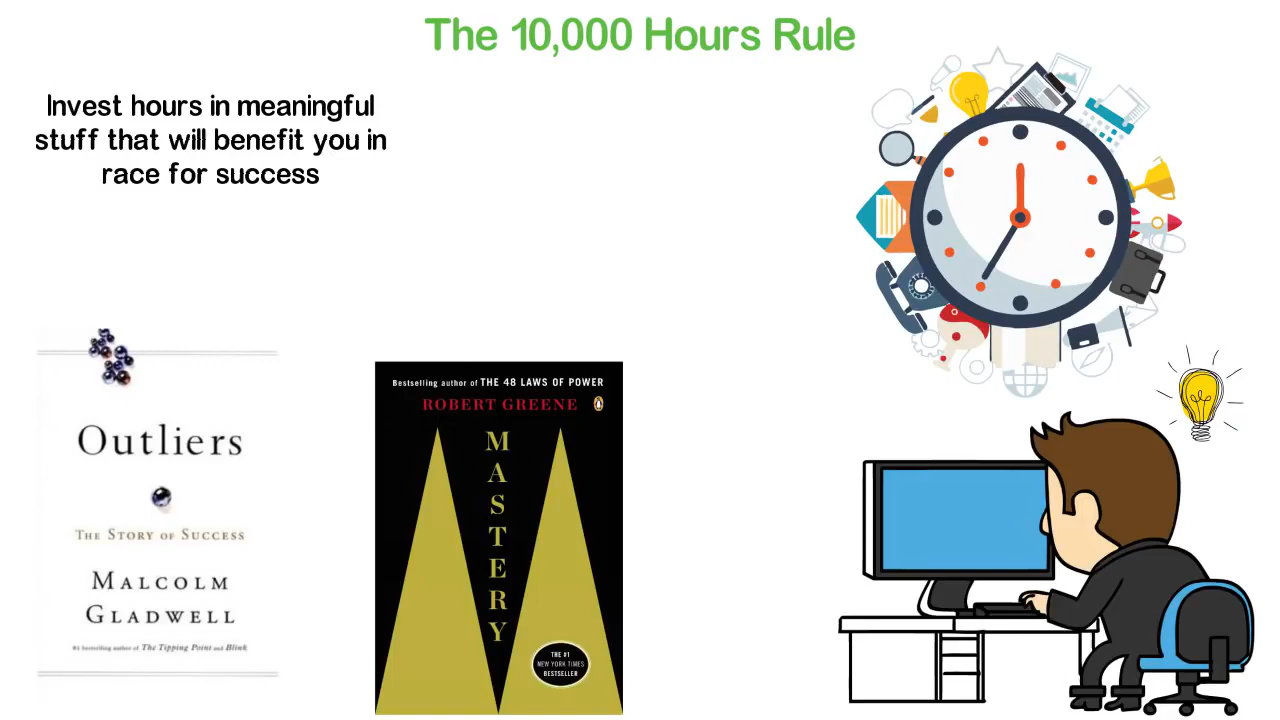 The 10,000 Hours Rule
Invest hours in meaningful
stuff that will benefit you in
race for success
Outliers
THE STORY OF SUCCESS
MALCOLM
GLADWELL
#1 bestselling author of The Tipping Point and Blink
Bestselling author of THE 48 LAWS OF POWER
ROBERT GREENE
MASTERY
THE #1
NEW YORK TIMES
BESTSELLER